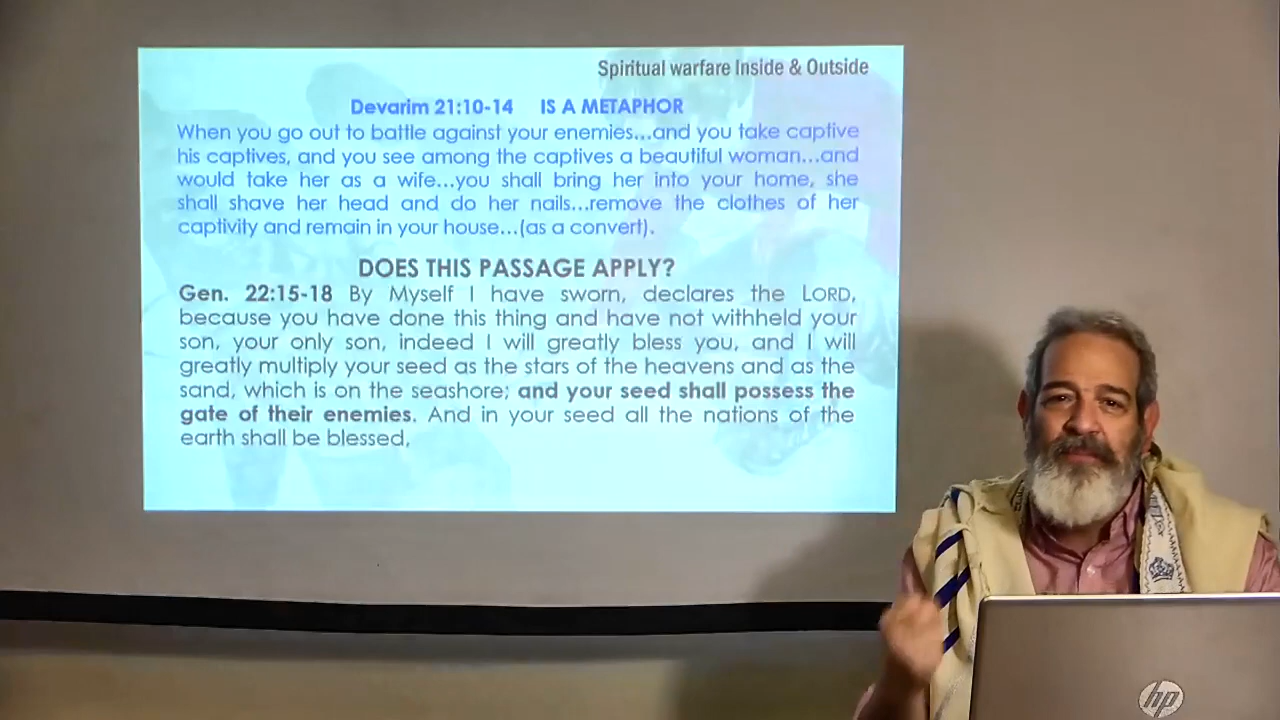 Spiritual warfare Inside & Outside
Devarim 21:10-14 IS A METAPHOR
When you go out to battle against your enemies...and you take captive
his captives, and you see among the captives a beautiful woman...and
would take her as a wife...you shall bring her into your home, she
shall shave her head and do her nails...remove the clothes of her
captivity and remain in your house...(as a convert).
DOES THIS PASSAGE APPLY?
Gen. 22:15-18 By Myself I have sworn, declares the LORD,
because you have done this thing and have not withheld your
son, your only son, indeed I will greatly bless you, and I will
greatly multiply your seed as the stars of the heavens and as the
sand, which is on the seashore; and your seed shall possess the
gate of their enemies. And in your seed all the nations of the
earth shall be blessed,
hp